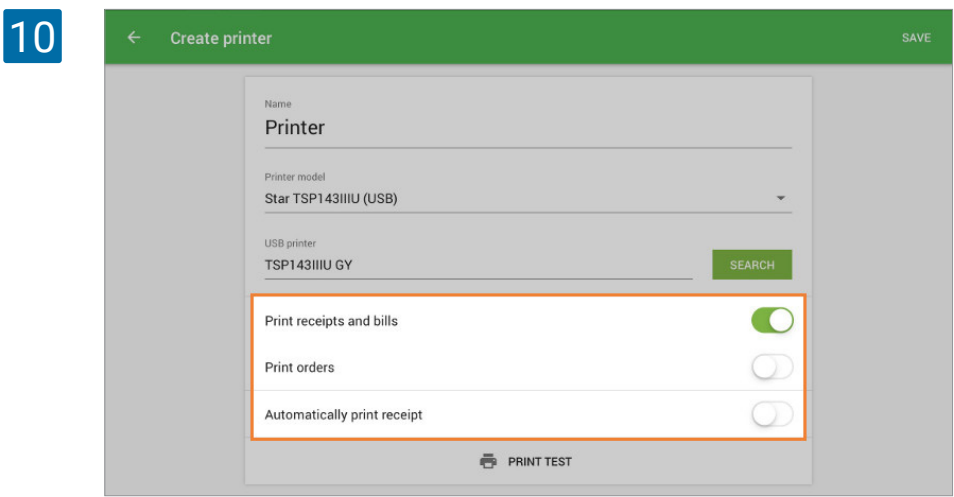 10
Create printer
SAVE
Name
Printer
Printer model
Star TSP143IIIU (USB)
USB printer
TSP143IIIU GY
SEARCH
Print receipts and bills
Print orders
Automatically print receipt
PRINT TEST